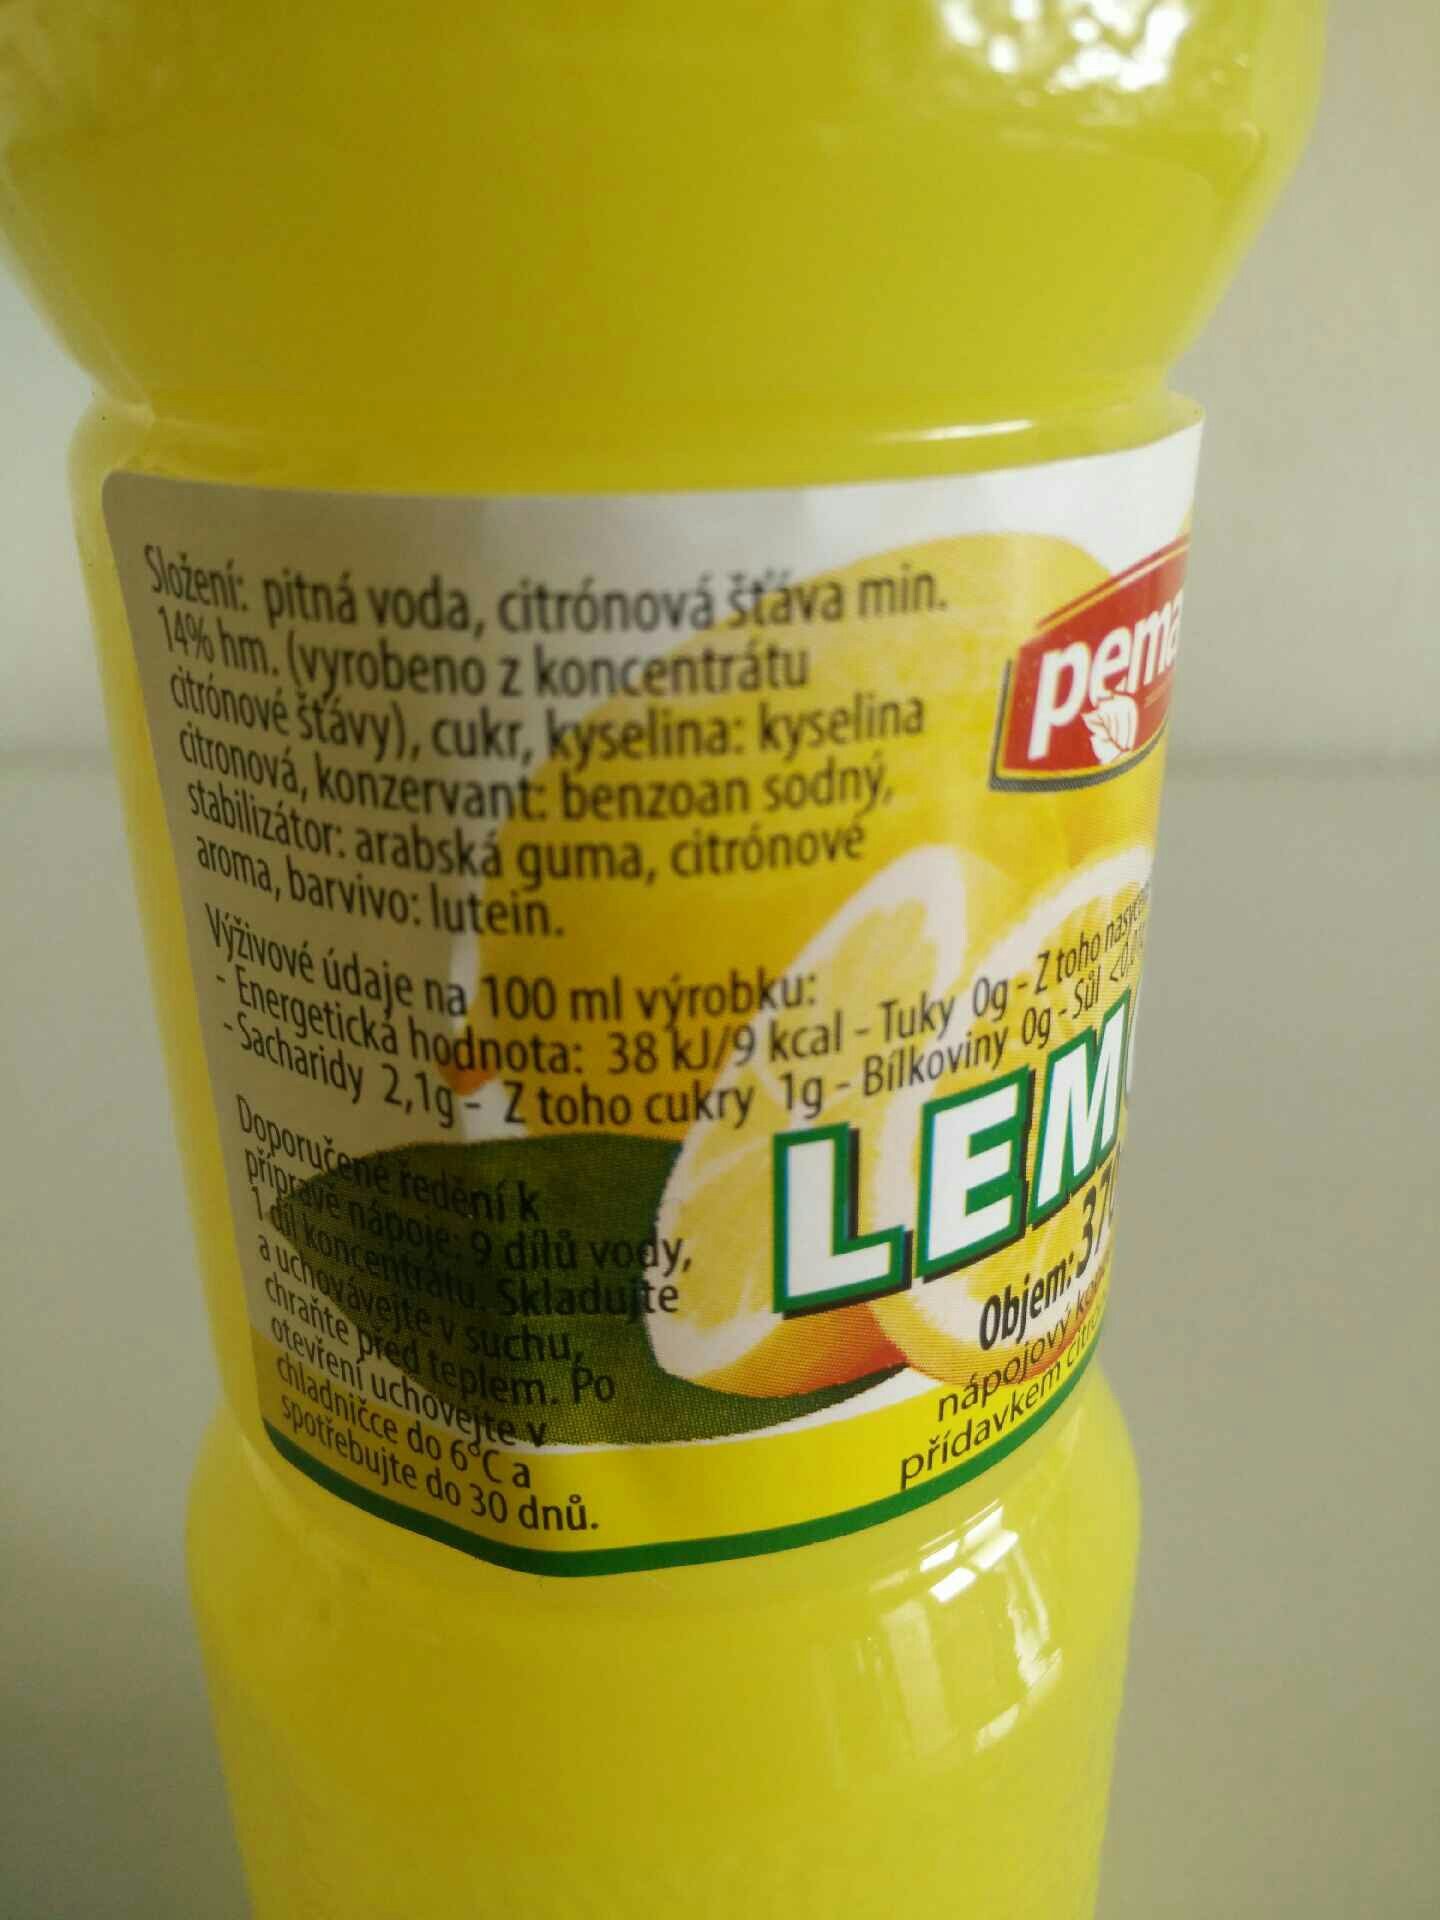 Složení: pitná voda, citrónová šťáva min.
14% hm. (vyrobeno z koncentrátu
citrónové šťávy), cukr, kyselina: kyselina
citronová, konzervant: benzoan sodný,
stabilizátor: arabská guma, citrónové
aroma, barvivo: lutein.
Výživové údaje na 100 ml výrobku:
- Energetická hodnota: 38 kJ/9 kcal - Tuky 0g - Z toho
- Sacharidy 2,1g - Z toho cukry 1g - Bílkoviny 0g - Sůl
Doporučené ředění k
přípravě nápoje: 9 dílů vody,
1 díl koncentrátu. Skladujte
a uchovávejte v suchu,
chraňte před teplem. Po
otevření uchovejte v
chladničce do 6°C a
spotřebujte do 30 dnů.
pema
LEM
Objem: 370
nápojový
přídavkem